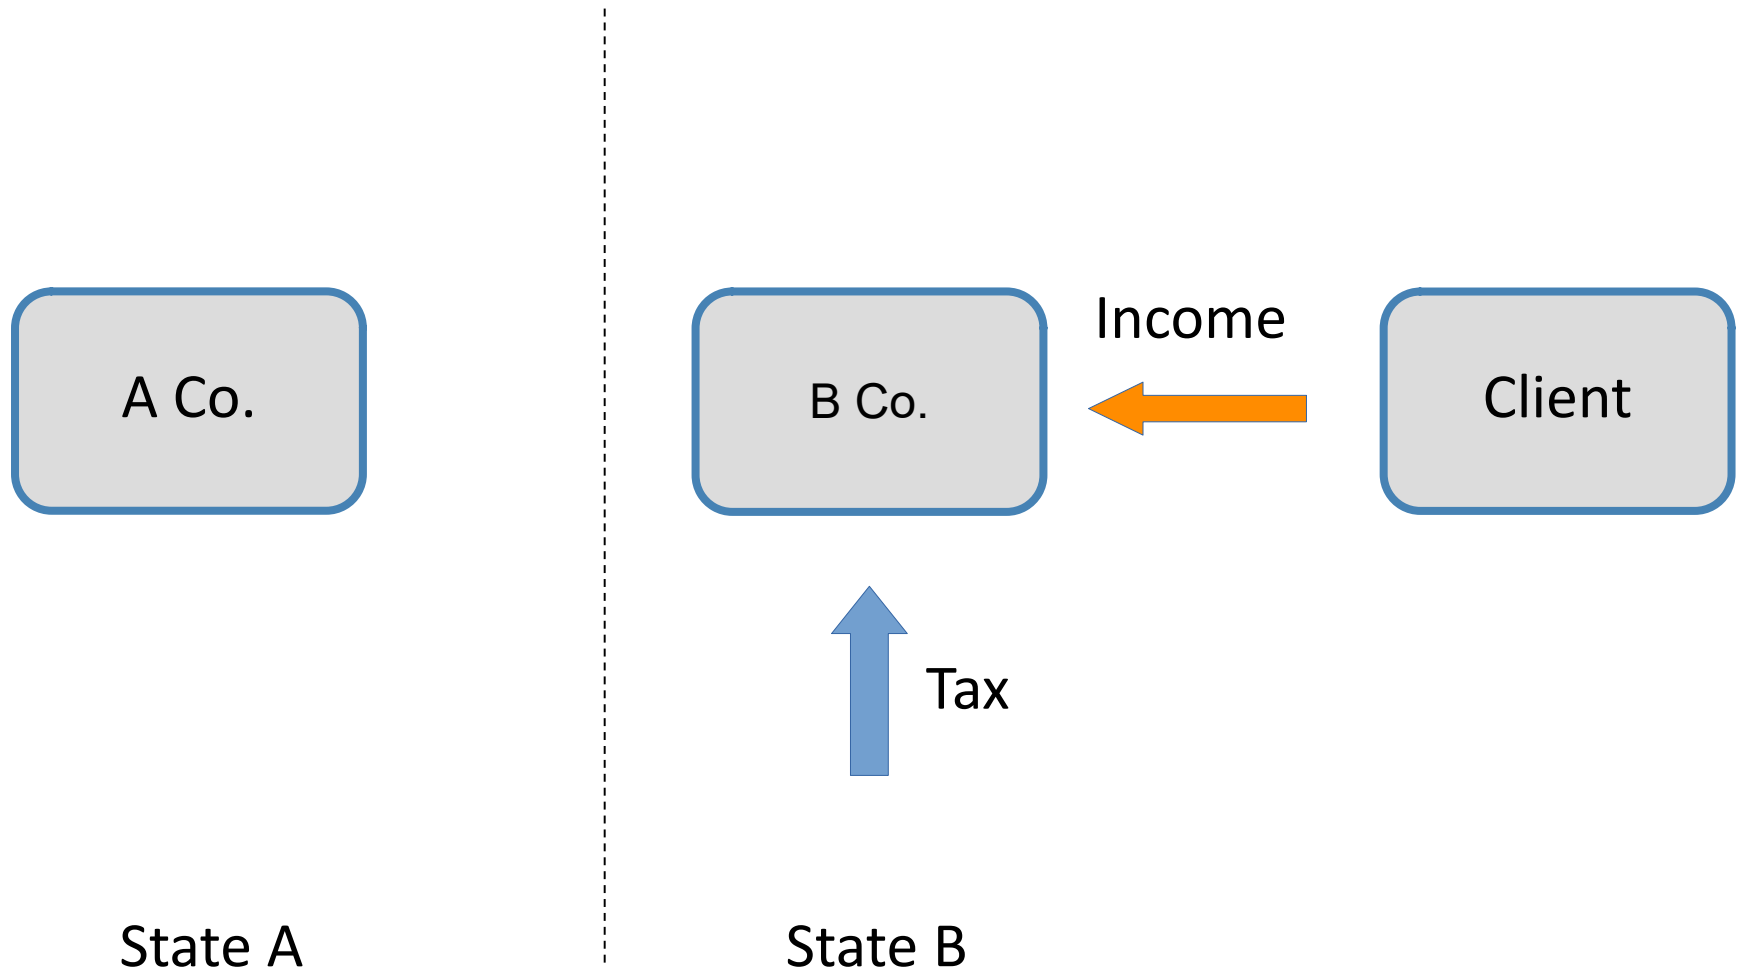 Income
A Co.
B Co.
Client
Tax
State A
State B